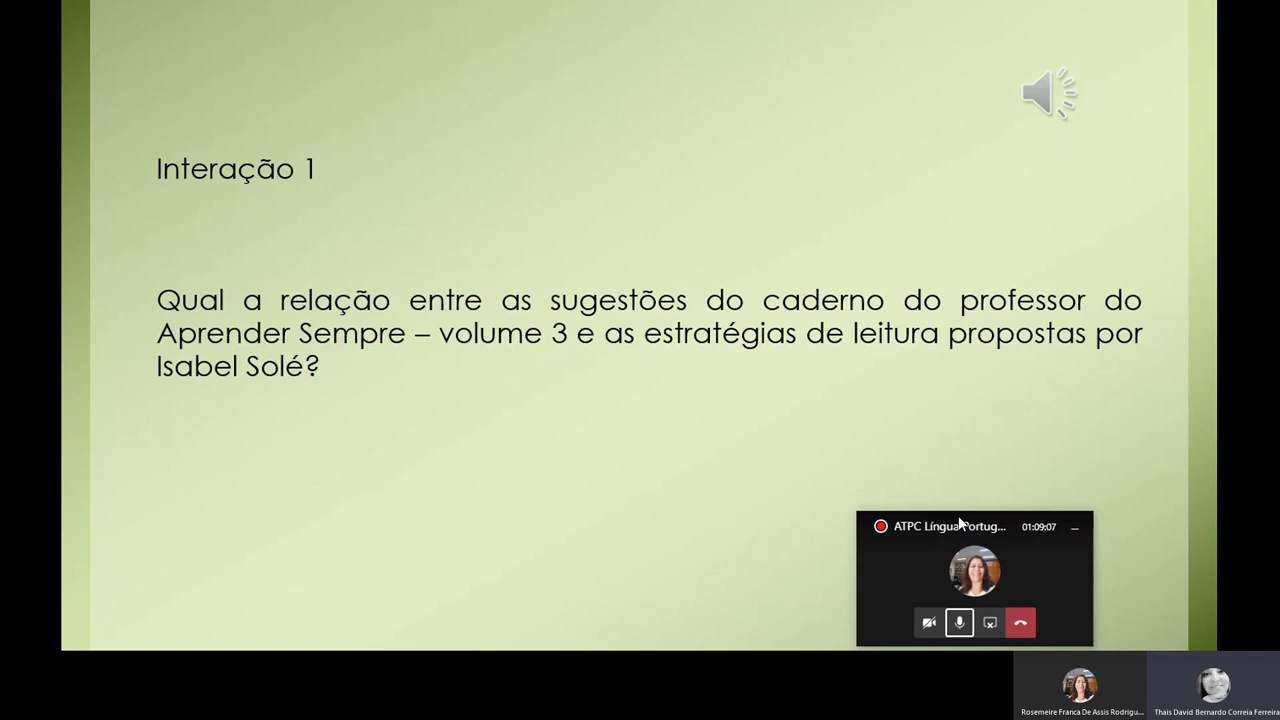 Interação 1
Qual a relação entre as sugestões do caderno do professor do
Aprender Sempre – volume 3 e as estratégias de leitura propostas por
Isabel Solé?
ATPC Língua Portug... 01:09:07
Rosemeire Franca De Assis Rodrigu...
Thais David Bernardo Correia Ferreira